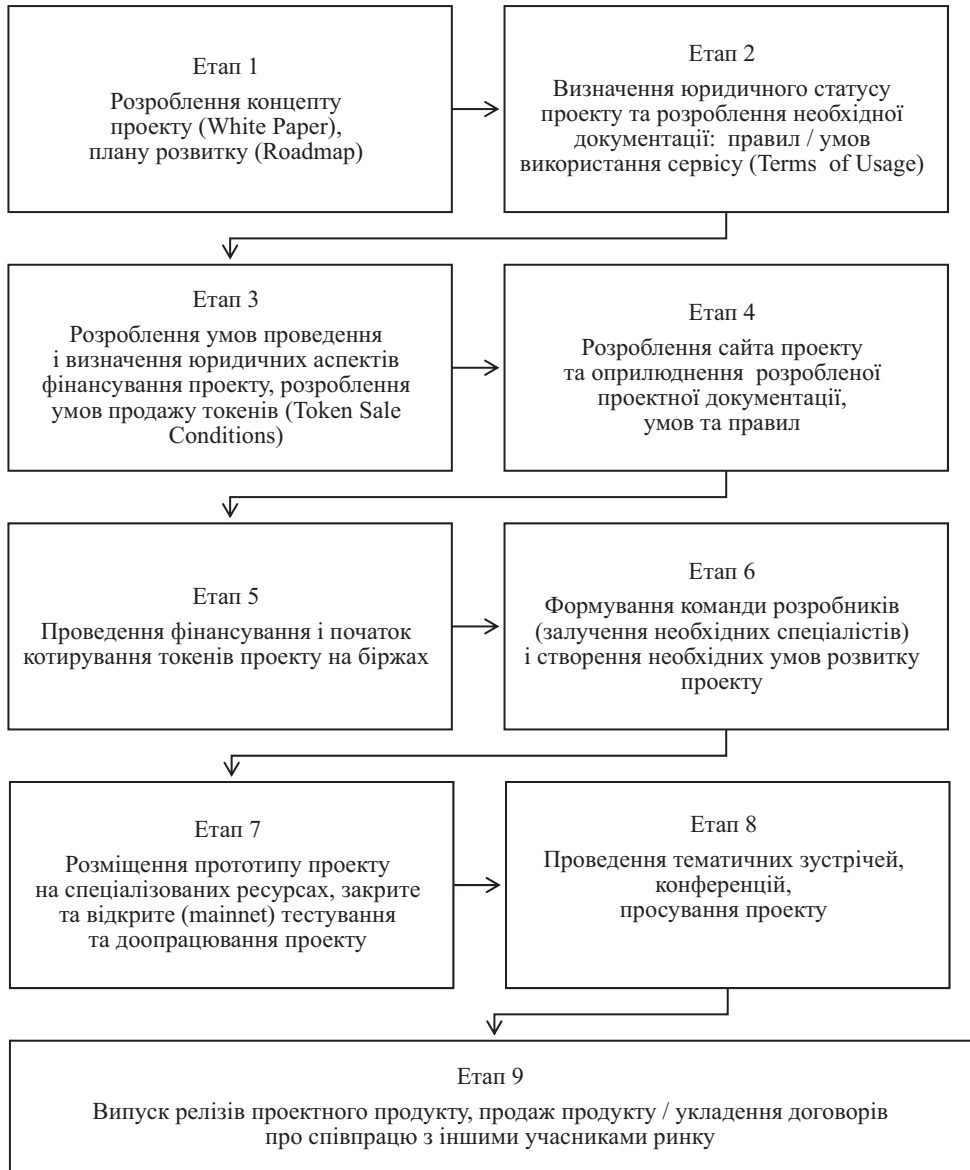 Етап 1
Розроблення концепту
проекту (White Paper),
плану розвитку (Roadmap)
Етап 2
Визначення юридичного статусу
проекту та розроблення необхідної
документації: правил / умов
використання сервісу (Terms of Usage)
Етап 3
Розроблення умов проведення
і визначення юридичних аспектів
фінансування проекту, розроблення
умов продажу токенів (Token Sale
Conditions)
Етап 4
Розроблення сайта проекту
та оприлюднення розробленої
проектної документації,
умов та правил
Етап 5
Проведення фінансування і початок
котирування токенів проекту на біржах
Етап 6
Формування команди розробників
(залучення необхідних спеціалістів)
і створення необхідних умов розвитку
проекту
Етап 7
Розміщення прототипу проекту
на спеціалізованих ресурсах, закрите
та відкрите (mainnet) тестування
та доопрацювання проекту
Етап 8
Проведення тематичних зустрічей,
конференцій,
просування проекту
Етап 9
Випуск релізів проектного продукту, продаж продукту / укладення договорів
про співпрацю з іншими учасниками ринку